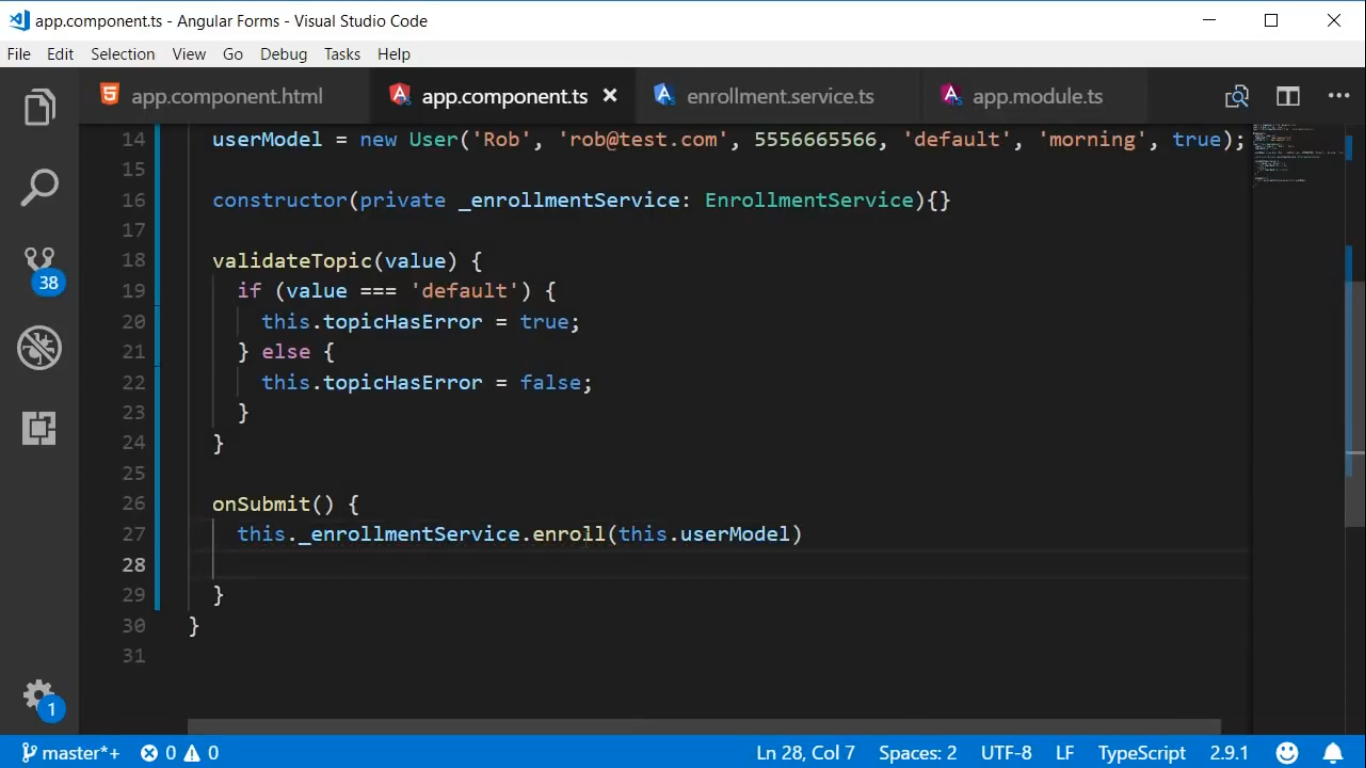 app.component.ts - Angular Forms - Visual Studio Code
File Edit Selection View Go Debug Tasks Help
app.component.html app.component.ts enrollment.service.ts app.module.ts
14 userModel = new User('Rob', 'rob@test.com', 5556665566, 'default', 'morning', true);
15
16 constructor(private _enrollmentService: EnrollmentService){}
17
18 validateTopic(value) {
19 if (value === 'default') {
20 this.topicHasError = true;
21 } else {
22 this.topicHasError = false;
23 }
24 }
25
26 onSubmit() {
27 this._enrollmentService.enroll(this.userModel)
28
29 }
30 }
31
38
1
master*+ 0 0 Ln 28, Col 7 Spaces: 2 UTF-8 LF TypeScript 2.9.1